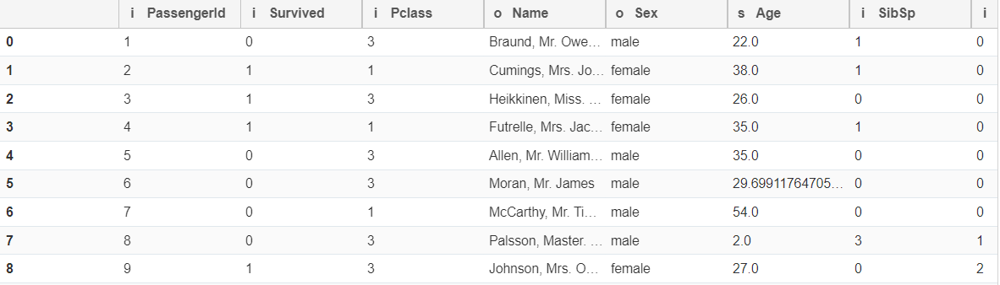 i PassengerId i Survived i Pclass o Name o Sex s Age i SibSp i
0 1 0 3 Braund, Mr. Owe... male 22.0 1 0
1 2 1 1 Cumings, Mrs. Jo... female 38.0 1 0
2 3 1 3 Heikkinen, Miss. ... female 26.0 0 0
3 4 1 1 Futrelle, Mrs. Jac... female 35.0 1 0
4 5 0 3 Allen, Mr. William... male 35.0 0 0
5 6 0 3 Moran, Mr. James male 29.69911764705... 0 0
6 7 0 1 McCarthy, Mr. Ti... male 54.0 0 0
7 8 0 3 Palsson, Master. ... male 2.0 3 1
8 9 1 3 Johnson, Mrs. O... female 27.0 0 2